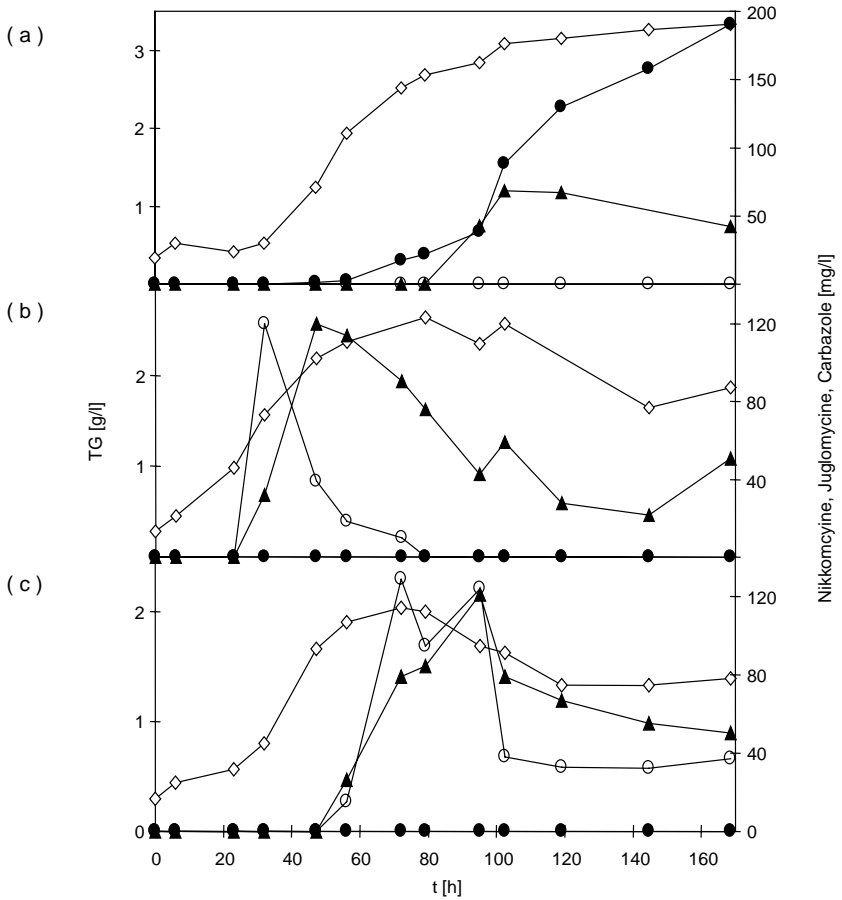 ( a )
3
2
1
200
150
100
50
( b )
2
1
120
80
40
( c )
2
1
0
120
80
40
0
0 20 40 60 80 100 120 140 160
t [h]
TG [g/l]
Nikkomcyine, Juglomycine, Carbazole [mg/l]